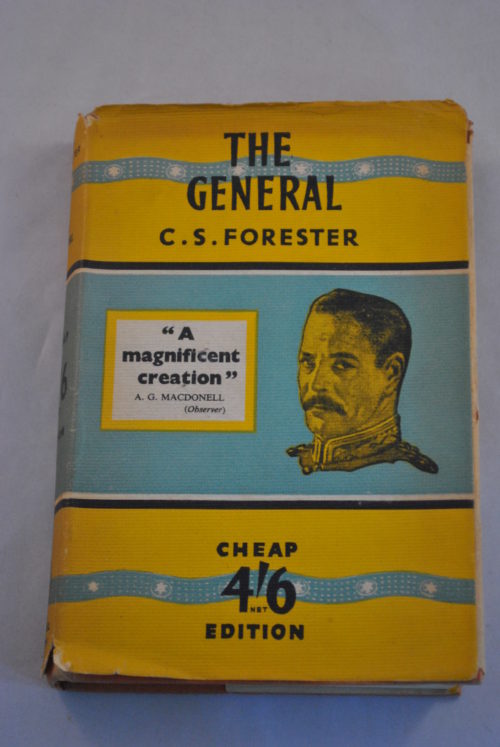 THE
GENERAL
C.S.FORESTER
“A
magnificent
creation”
A. G. MACDONELL
(Observer)
CHEAP
4/6
NET
EDITION